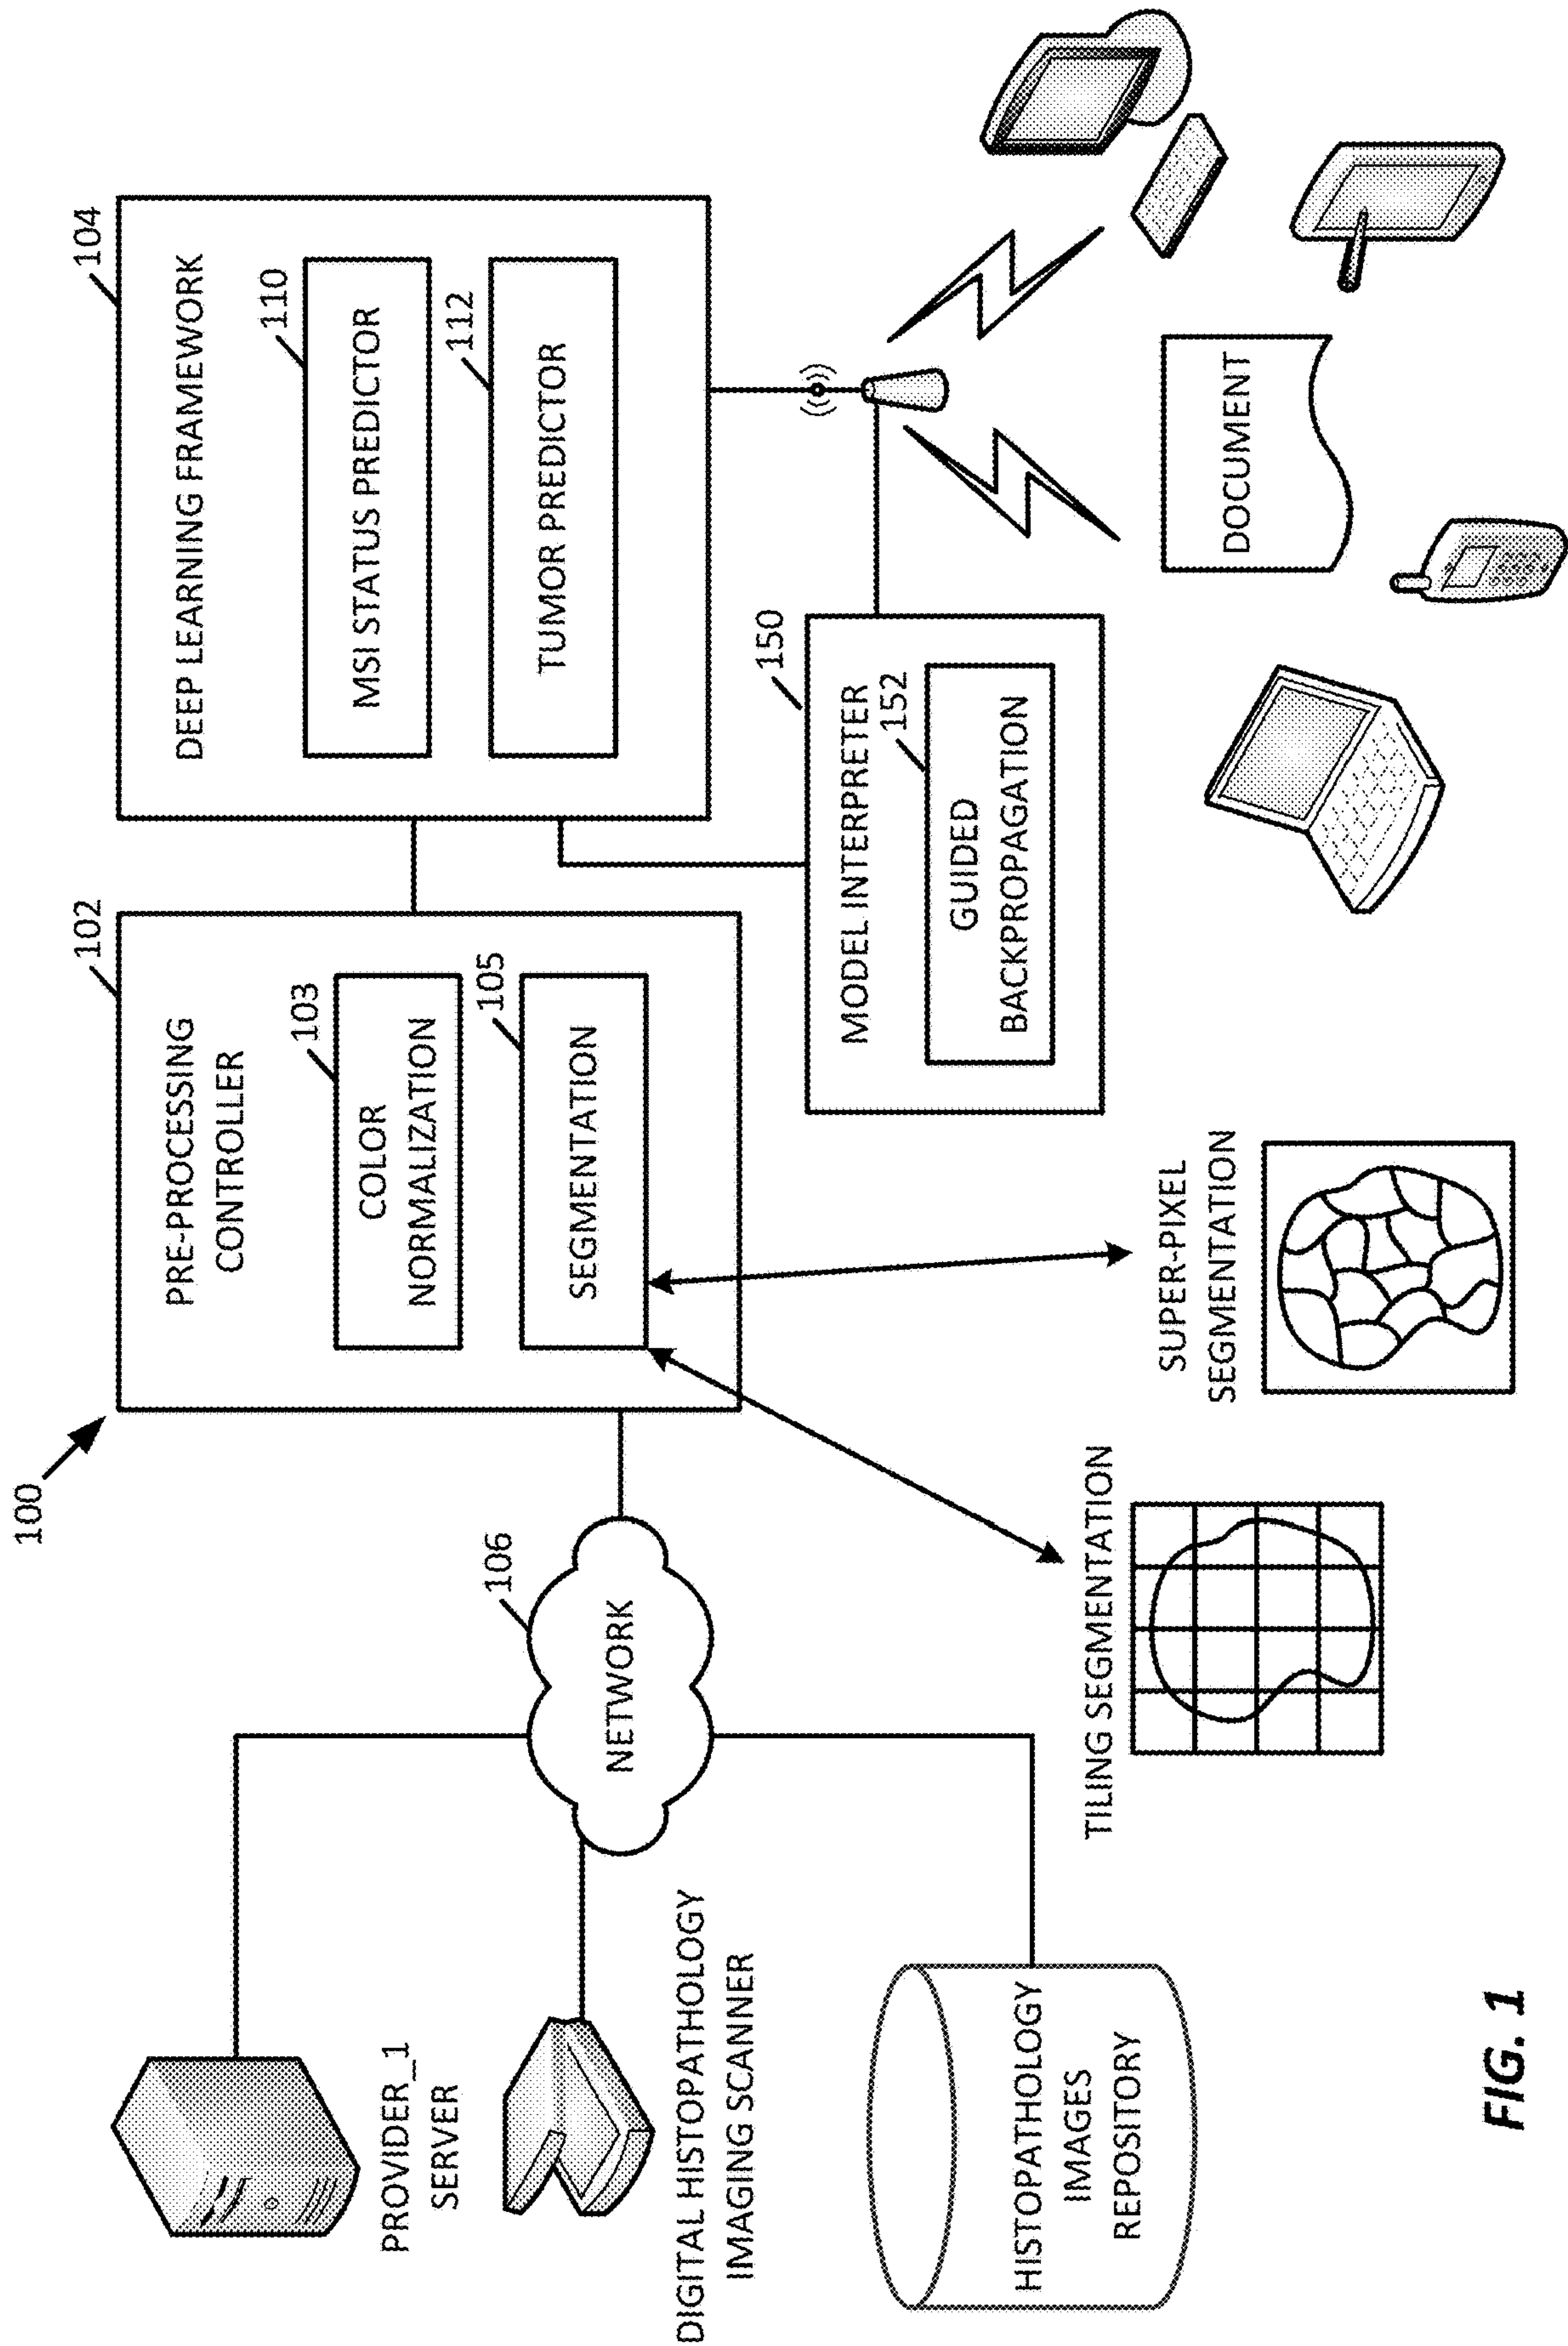 100
PROVIDER_1
SERVER
DIGITAL HISTOPATHOLOGY
IMAGING SCANNER
HISTOPATHOLOGY
IMAGES
REPOSITORY
106
NETWORK
102
PRE-PROCESSING
CONTROLLER
103
COLOR
NORMALIZATION
105
SEGMENTATION
TILING SEGMENTATION
SUPER-PIXEL
SEGMENTATION
104
DEEP LEARNING FRAMEWORK
110
MSI STATUS PREDICTOR
112
TUMOR PREDICTOR
150
MODEL INTERPRETER
152
GUIDED
BACKPROPAGATION
DOCUMENT
FIG. 1